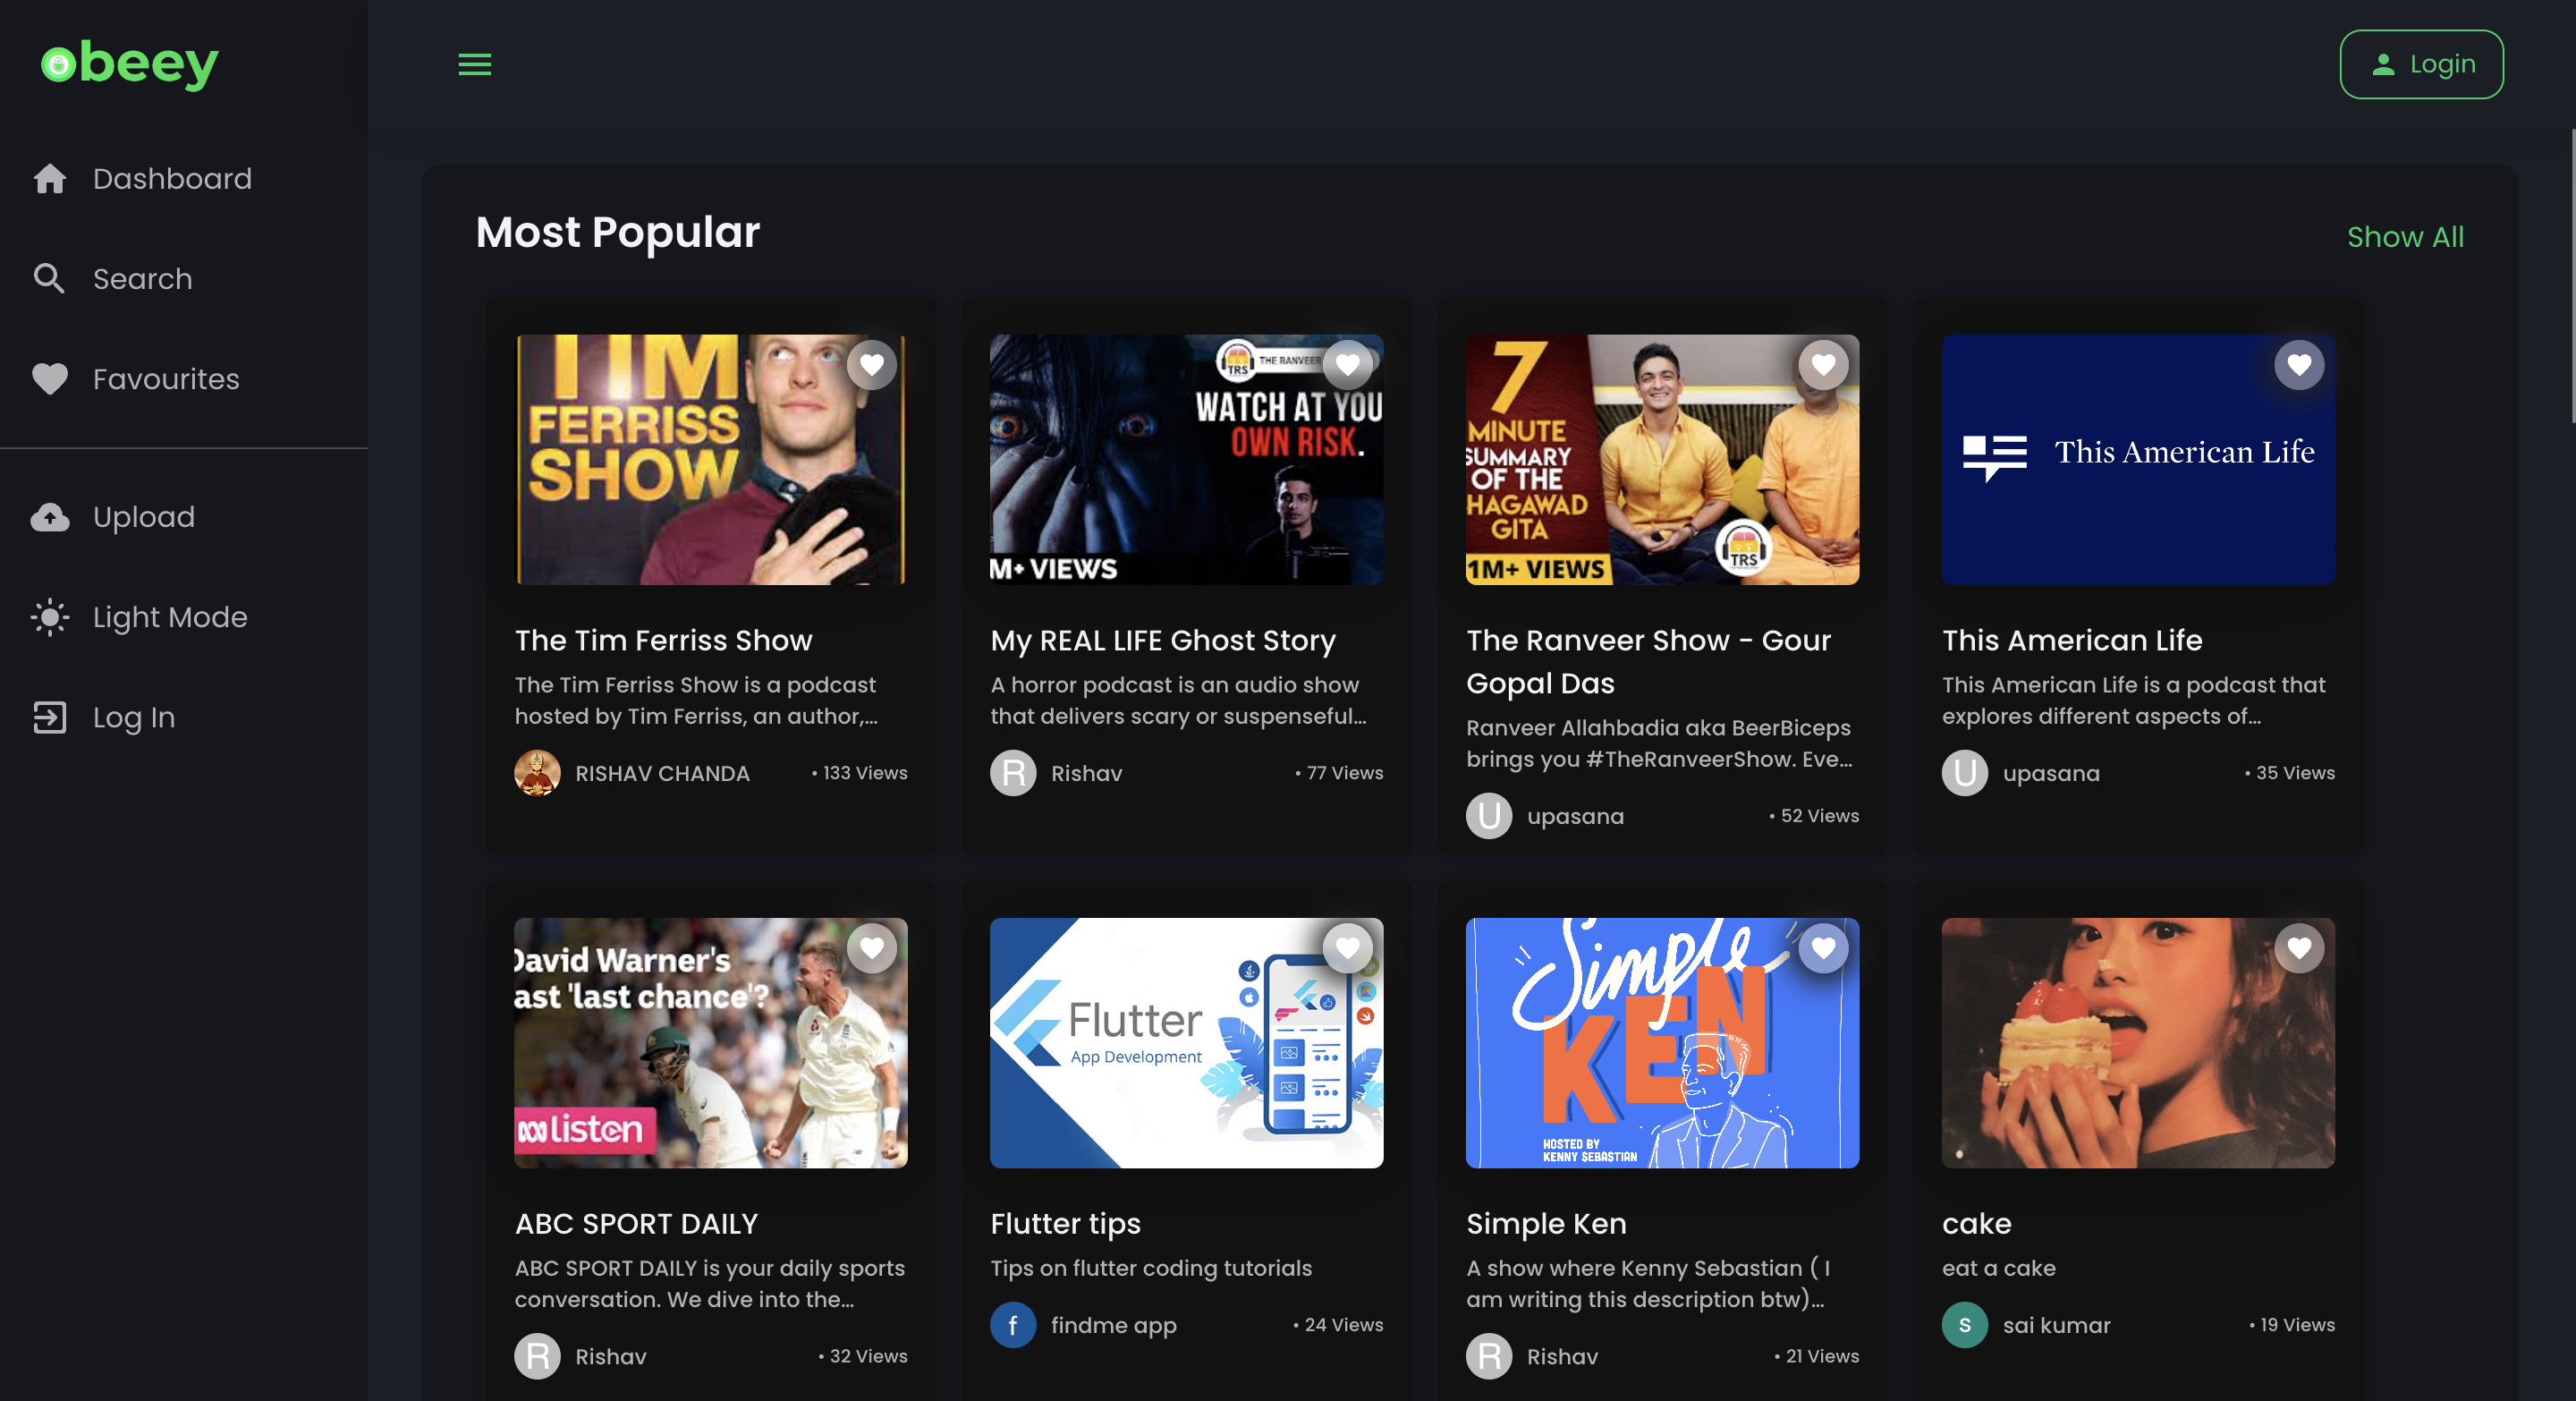 obeey
Login
Dashboard
Search
Favourites
Upload
Light Mode
Log In
Most Popular
Show All
TIM
FERRISS
SHOW
The Tim Ferriss Show
The Tim Ferriss Show is a podcast
hosted by Tim Ferriss, an author,...
RISHAV CHANDA
• 133 Views
TRS
THE RANVEER
WATCH AT YOU
OWN RISK.
M+ VIEWS
My REAL LIFE Ghost Story
A horror podcast is an audio show
that delivers scary or suspenseful...
R
Rishav
• 77 Views
7
MINUTE
SUMMARY
OF THE
HAGAWAD
GITA
1M+ VIEWS
TRS
The Ranveer Show - Gour
Gopal Das
Ranveer Allahbadia aka BeerBiceps
brings you #TheRanveerShow. Eve...
U
upasana
• 52 Views
This American Life
This American Life
This American Life is a podcast that
explores different aspects of...
U
upasana
• 35 Views
David Warner's
ast 'last chance'?
listen
ABC SPORT DAILY
ABC SPORT DAILY is your daily sports
conversation. We dive into the...
R
Rishav
• 32 Views
Flutter
App Development
Flutter tips
Tips on flutter coding tutorials
f
findme app
• 24 Views
Simple
KEN
HOSTED BY
KENNY SEBASTIAN
Simple Ken
A show where Kenny Sebastian ( I
am writing this description btw)...
R
Rishav
• 21 Views
cake
eat a cake
s
sai kumar
• 19 Views